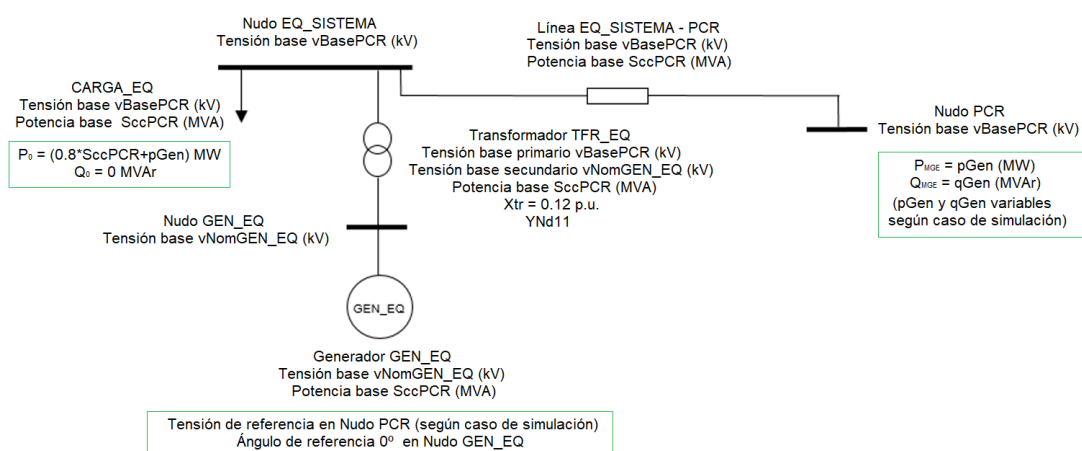 Nudo EQ_SISTEMA
Tensión base vBasePCR (kV)
Línea EQ_SISTEMA - PCR
Tensión base vBasePCR (kV)
Potencia base SccPCR (MVA)
CARGA_EQ
Tensión base vBasePCR (kV)
Potencia base SccPCR (MVA)
P₀ = (0.8*SccPCR+pGen) MW
Q₀ = 0 MVAr
Transformador TFR_EQ
Tensión base primario vBasePCR (kV)
Tensión base secundario vNomGEN_EQ (kV)
Potencia base SccPCR (MVA)
Xtr = 0.12 p.u.
YNd11
Nudo PCR
Tensión base vBasePCR (kV)
PMGE = pGen (MW)
QMGE = qGen (MVAr)
(pGen y qGen variables
según caso de simulación)
Nudo GEN_EQ
Tensión base vNomGEN_EQ (kV)
GEN_EQ
Generador GEN_EQ
Tensión base vNomGEN_EQ (kV)
Potencia base SccPCR (MVA)
Tensión de referencia en Nudo PCR (según caso de simulación)
Ángulo de referencia 0º en Nudo GEN_EQ